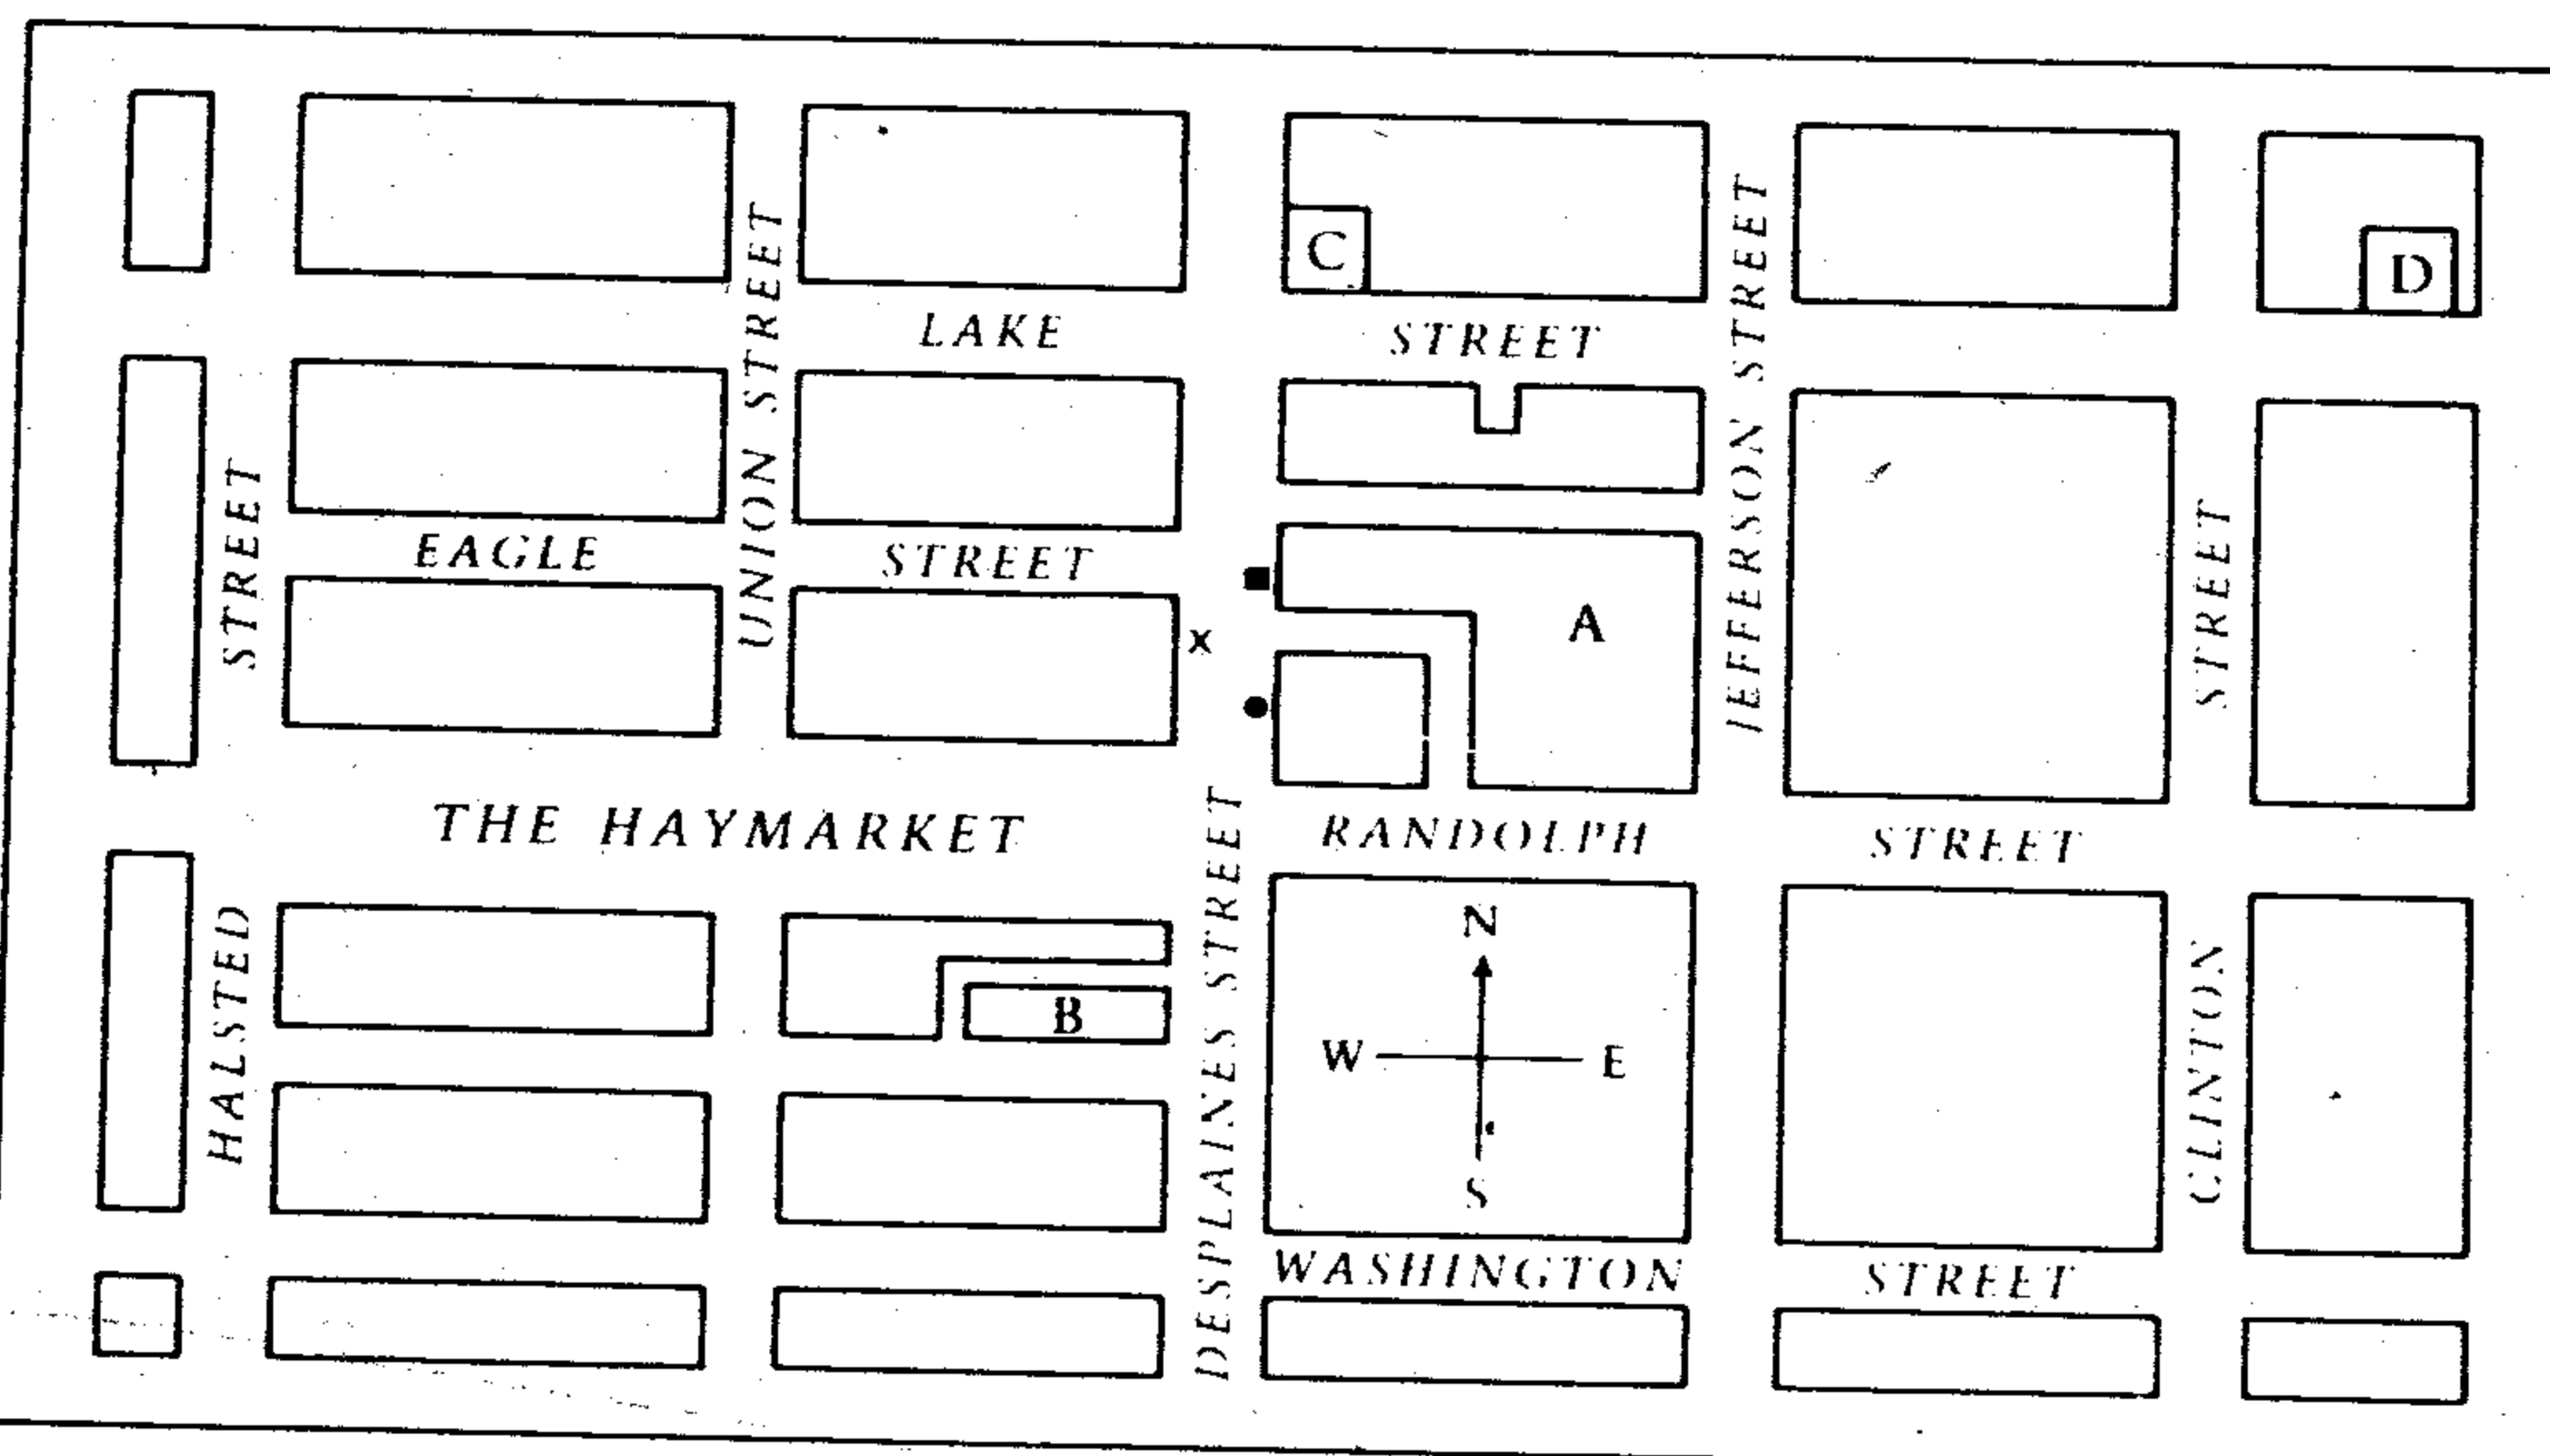 C
D
LAKE STREET
UNION STREET
JEFFERSON STREET
EAGLE STREET
x
A
HALSTED STREET
THE HAYMARKET
RANDOLPH STREET
DESPLAINES STREET
CLINTON STREET
B
N
W E
S
WASHINGTON STREET